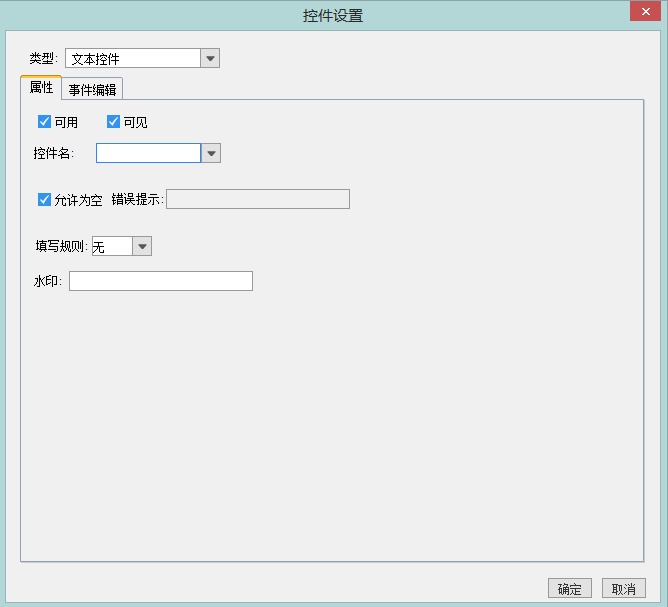 控件设置
类型: 文本控件
属性 事件编辑
可用 可见
控件名:
允许为空 错误提示:
填写规则: 无
水印:
确定 取消